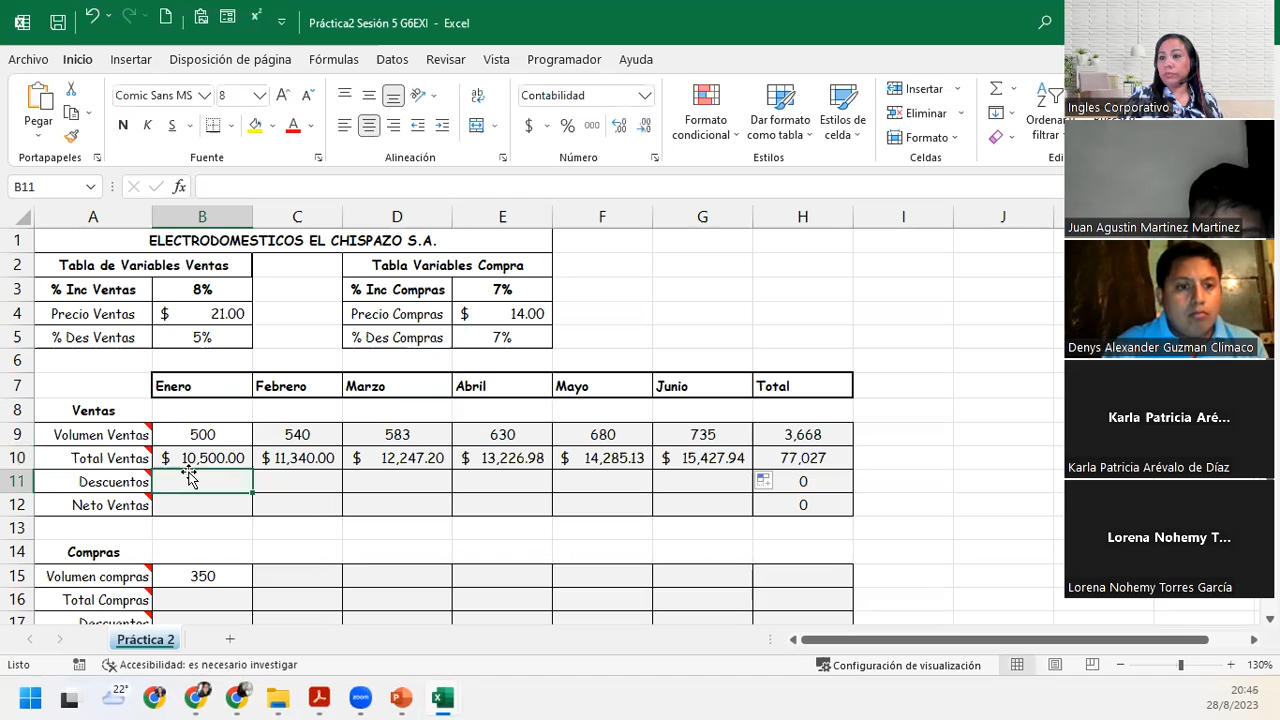 Práctica2 Sesión 5 G6EXI - Excel
Archivo Inicio Insertar Disposición de página Fórmulas Ayuda
Comic Sans MS 8
Pegar
N K S
Portapapeles Fuente Alineación Número
% 000
Formato condicional
Dar formato como tabla
Estilos de celda
Estilos
Insertar
Eliminar
Formato
Celdas
B11
A B C D E F G H I J
1 ELECTRODOMESTICOS EL CHISPAZO S.A.
2 Tabla de Variables Ventas Tabla Variables Compra
3 % Inc Ventas 8% % Inc Compras 7%
4 Precio Ventas $ 21.00 Precio Compras $ 14.00
5 % Des Ventas 5% % Des Compras 7%
6
7 Enero Febrero Marzo Abril Mayo Junio Total
8 Ventas
9 Volumen Ventas 500 540 583 630 680 735 3,668
10 Total Ventas $ 10,500.00 $ 11,340.00 $ 12,247.20 $ 13,226.98 $ 14,285.13 $ 15,427.94 77,027
11 Descuentos 0
12 Neto Ventas 0
13
14 Compras
15 Volumen compras 350
16 Total Compras
17 Descuentos
Práctica 2
Listo Accesibilidad: es necesario investigar Configuración de visualización 130%
22°
20:46
28/8/2023
Ingles Corporativo
Juan Agustin Martínez Martinez
Denys Alexander Guzman Clímaco
Karla Patricia Aré...
Karla Patricia Arévalo de Díaz
Lorena Nohemy T...
Lorena Nohemy Torres García